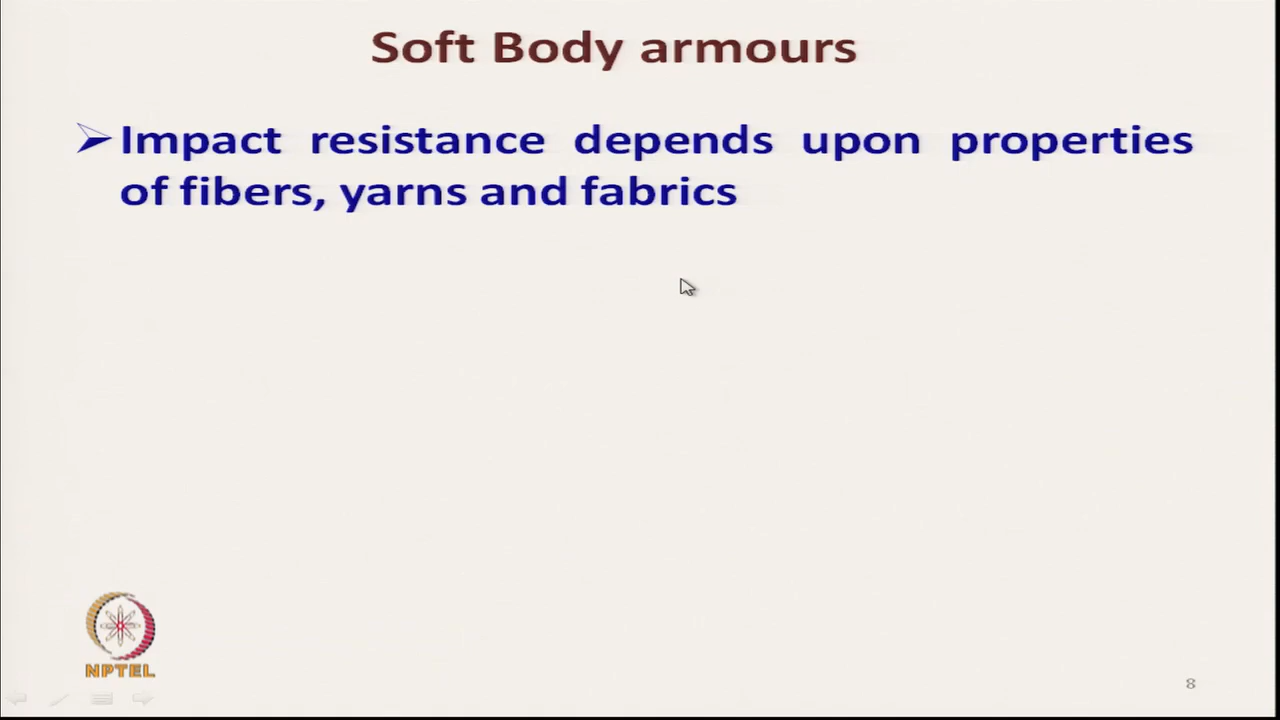 Soft Body armours
Impact resistance depends upon properties
of fibers, yarns and fabrics
NPTEL
8